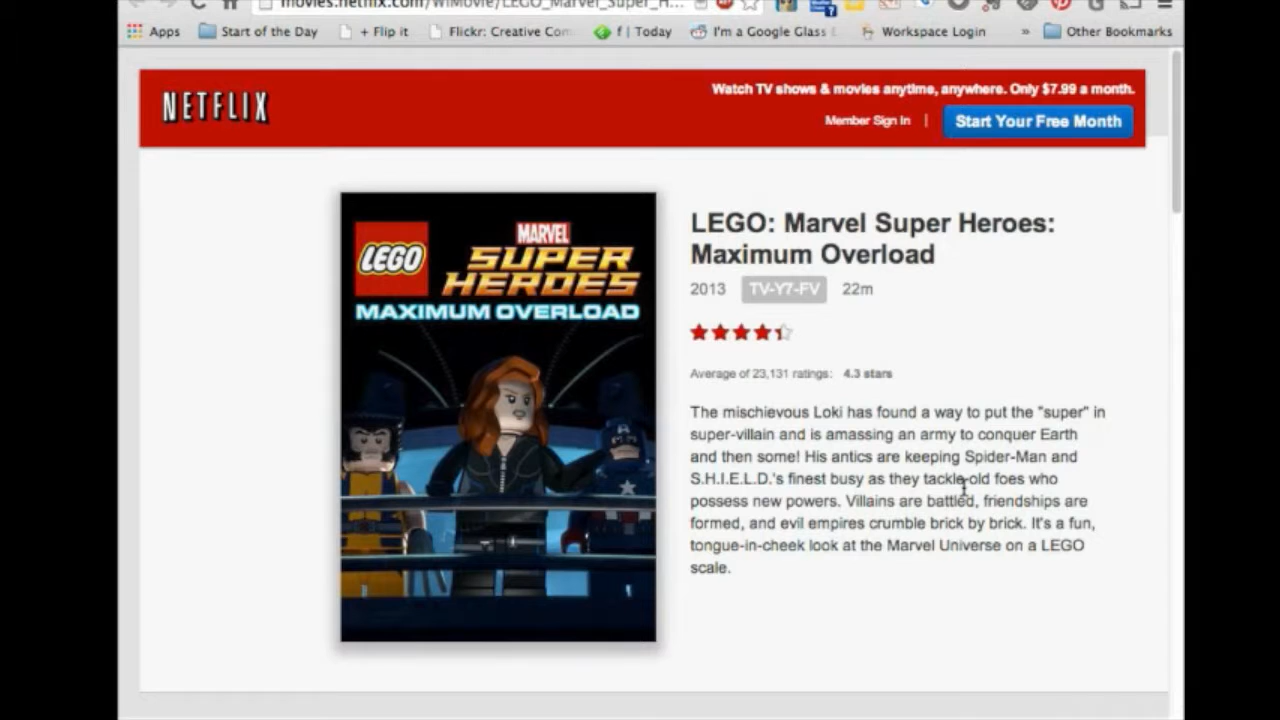 movies.netflix.com/WiMovie/LEGO_Marvel_Super_H...
Apps
Start of the Day
+ Flip it
Flickr: Creative Com
f | Today
I'm a Google Glass
Workspace Login
»
Other Bookmarks
NETFLIX
Watch TV shows & movies anytime, anywhere. Only $7.99 a month.
Member Sign In | Start Your Free Month
LEGO
MARVEL
SUPER
HEROES
MAXIMUM OVERLOAD
LEGO: Marvel Super Heroes:
Maximum Overload
2013 TV-Y7-FV 22m
Average of 23,131 ratings: 4.3 stars
The mischievous Loki has found a way to put the "super" in
super-villain and is amassing an army to conquer Earth
and then some! His antics are keeping Spider-Man and
S.H.I.E.L.D.'s finest busy as they tackle old foes who
possess new powers. Villains are battled, friendships are
formed, and evil empires crumble brick by brick. It's a fun,
tongue-in-cheek look at the Marvel Universe on a LEGO
scale.